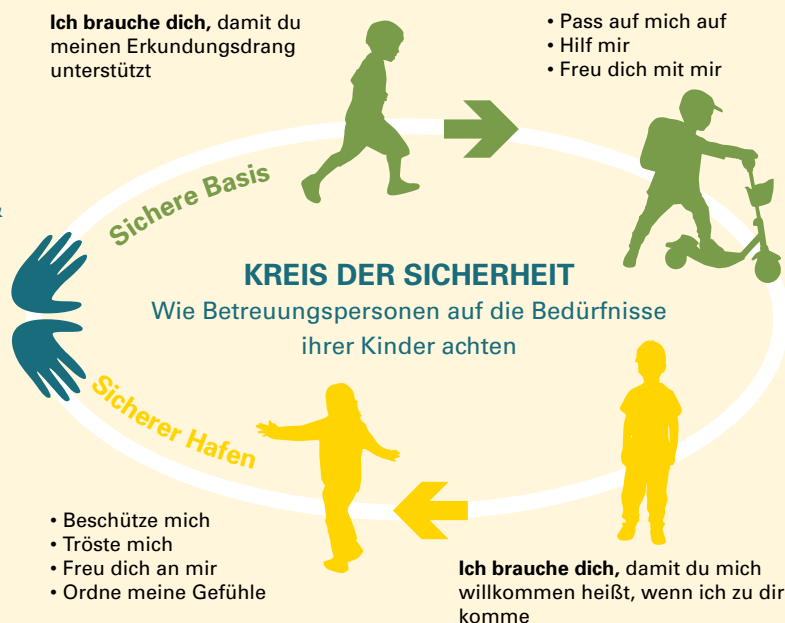 Ich brauche dich, damit du
meinen Erkundungsdrang
unterstützt
• Pass auf mich auf
• Hilf mir
• Freu dich mit mir
Sichere Basis
&
KREIS DER SICHERHEIT
Wie Betreuungspersonen auf die Bedürfnisse
ihrer Kinder achten
Sicherer Hafen
• Beschütze mich
• Tröste mich
• Freu dich an mir
• Ordne meine Gefühle
Ich brauche dich, damit du mich
willkommen heißt, wenn ich zu dir
komme